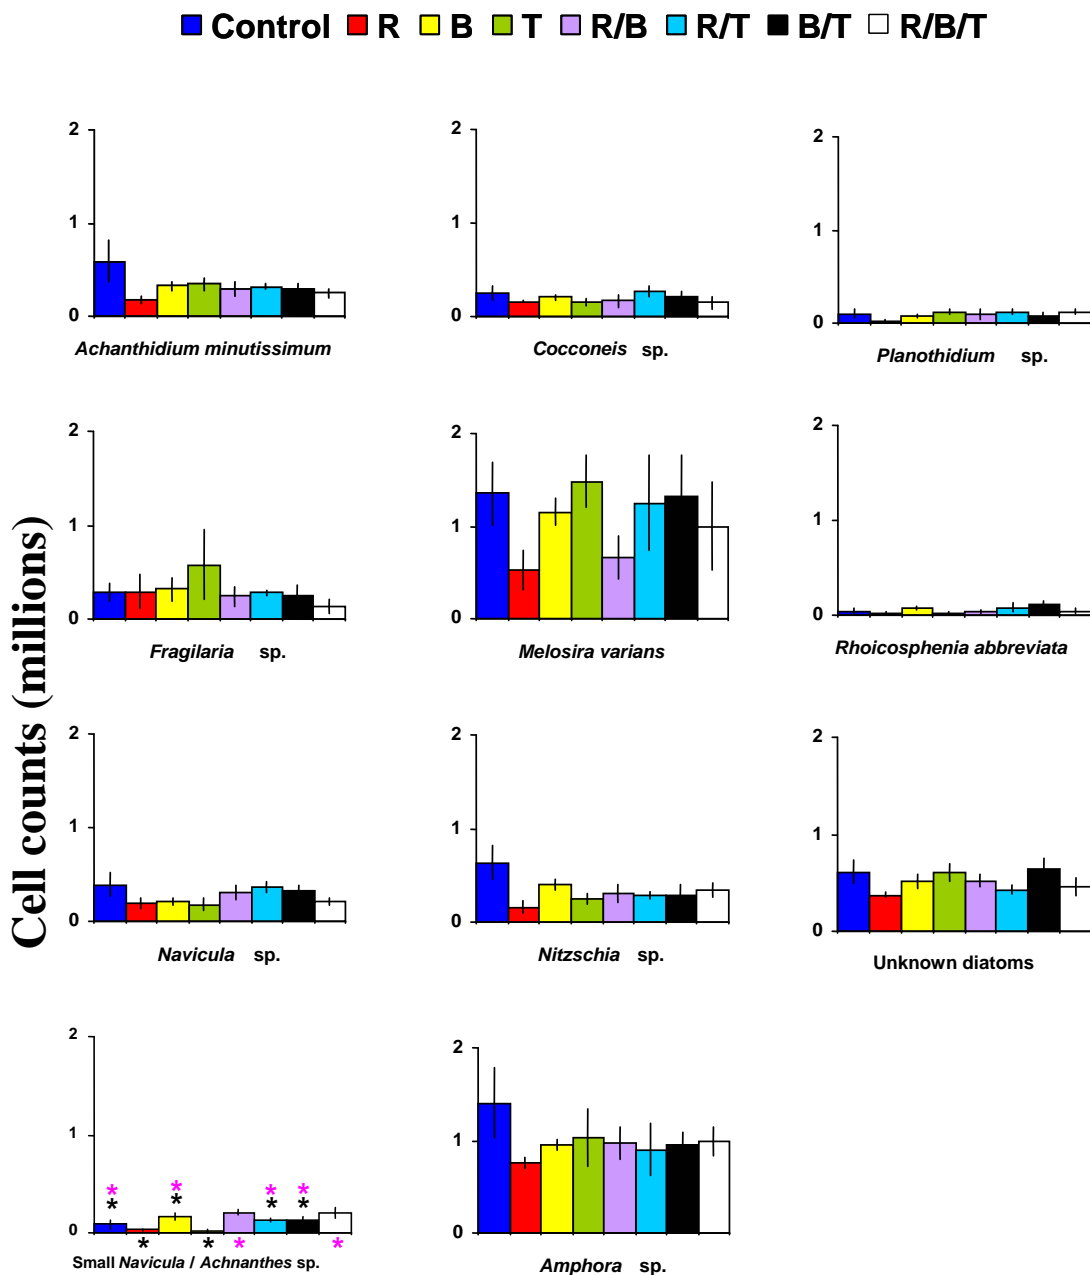 Control R B T R/B R/T B/T R/B/T
Cell counts (millions)
2
1
0
Achanthidium minutissimum
2
1
0
Cocconeis sp.
2
1
0
Planothidium sp.
2
1
0
Fragilaria sp.
2
1
0
Melosira varians
2
1
0
Rhoicosphenia abbreviata
2
1
0
Navicula sp.
2
1
0
Nitzschia sp.
2
1
0
Unknown diatoms
2
1
* * * *
* * * *
0
* * * *
Small Navicula / Achnanthes sp.
2
1
0
Amphora sp.